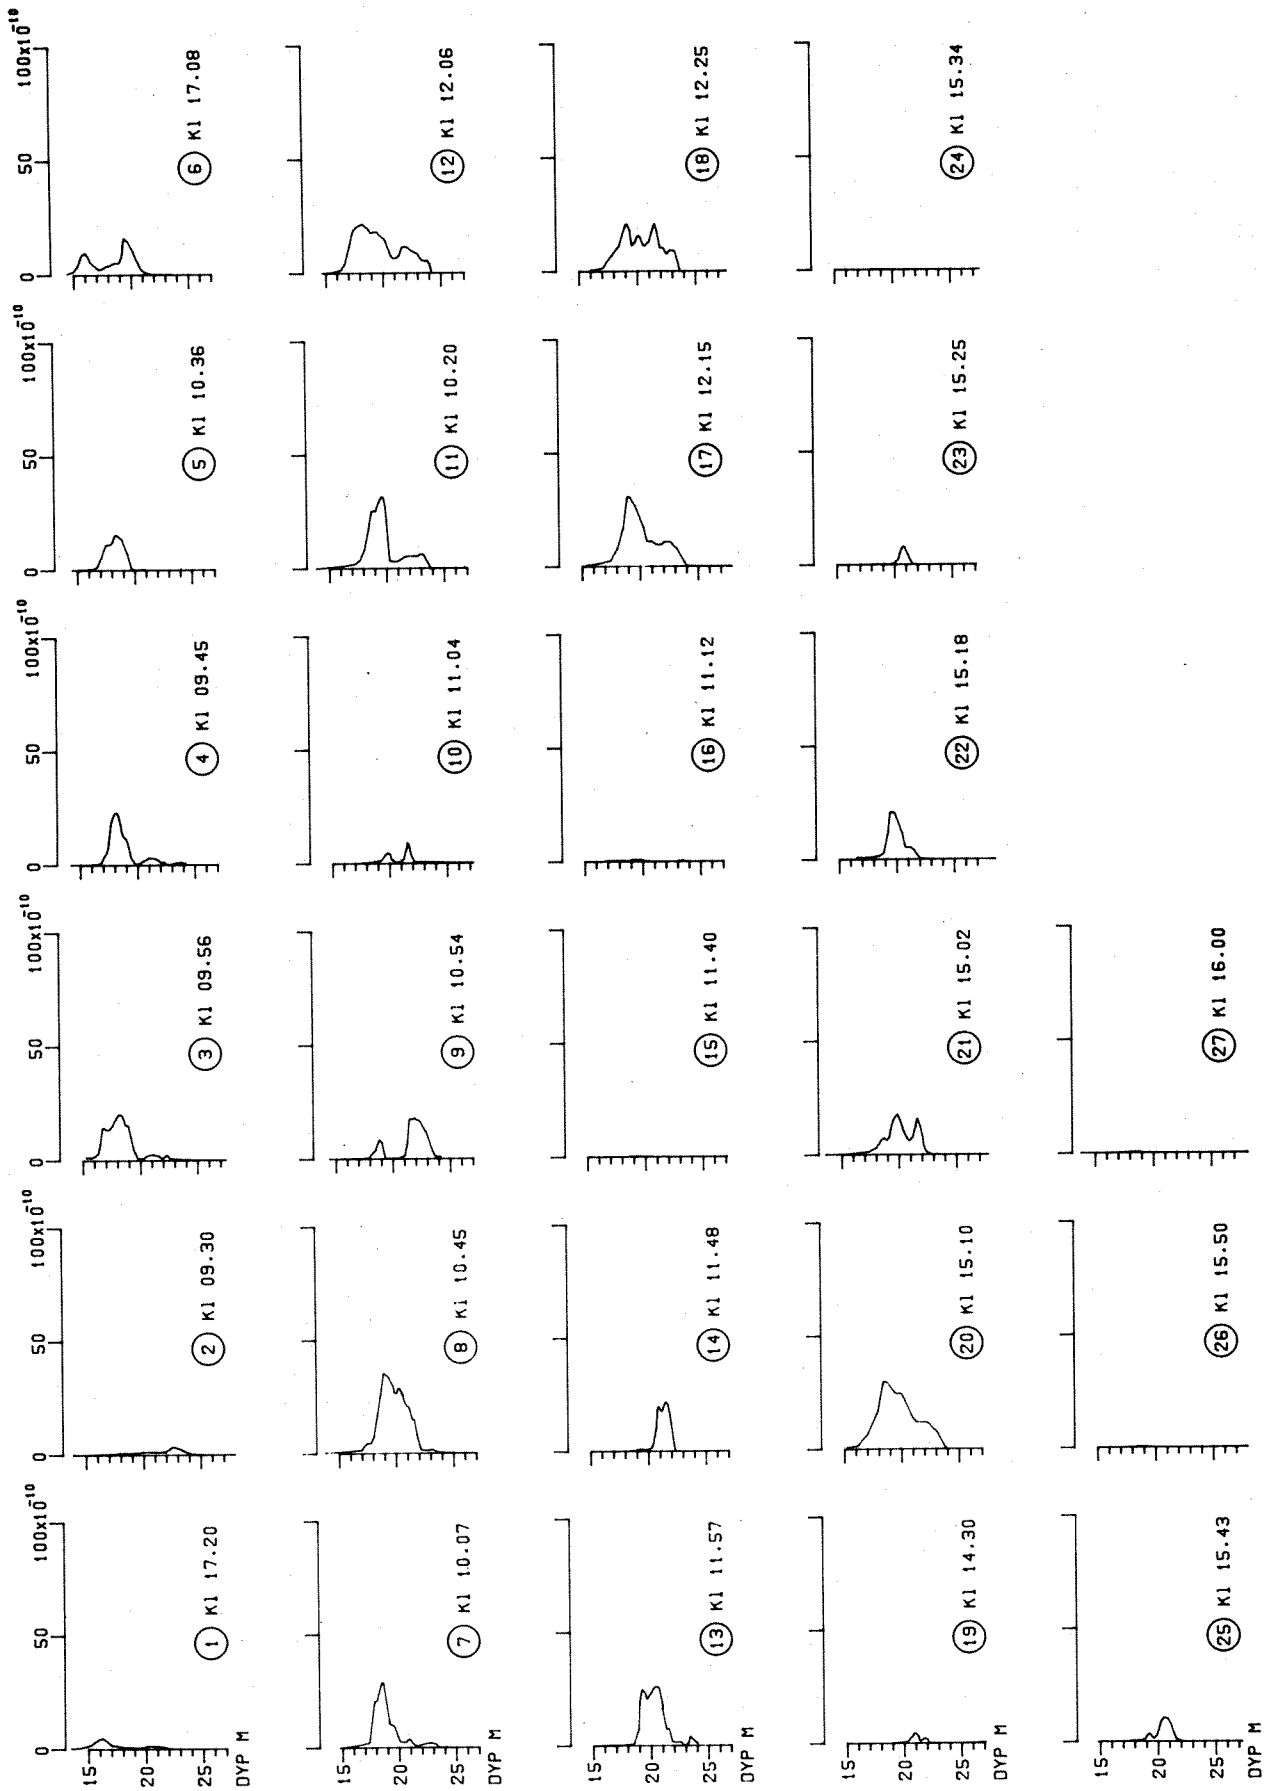 0 50 100x10⁻¹⁰ 0 50 100x10⁻¹⁰ 0 50 100x10⁻¹⁰ 0 50 100x10⁻¹⁰ 0 50 100x10⁻¹⁰ 0 50 100x10⁻¹⁰
15
20
DYP M
1 Kl 17.20
2 Kl 09.30
3 Kl 09.56
4 Kl 09.45
5 Kl 10.36
6 Kl 17.08
15
20
DYP M
7 Kl 10.07
8 Kl 10.45
9 Kl 10.54
10 Kl 11.04
11 Kl 10.20
12 Kl 12.06
15
20
DYP M
13 Kl 11.57
14 Kl 11.48
15 Kl 11.40
16 Kl 11.12
17 Kl 12.15
18 Kl 12.25
15
20
DYP M
19 Kl 14.30
20 Kl 15.10
21 Kl 15.02
22 Kl 15.18
23 Kl 15.25
24 Kl 15.34
15
20
DYP M
25 Kl 15.43
26 Kl 15.50
27 Kl 16.00